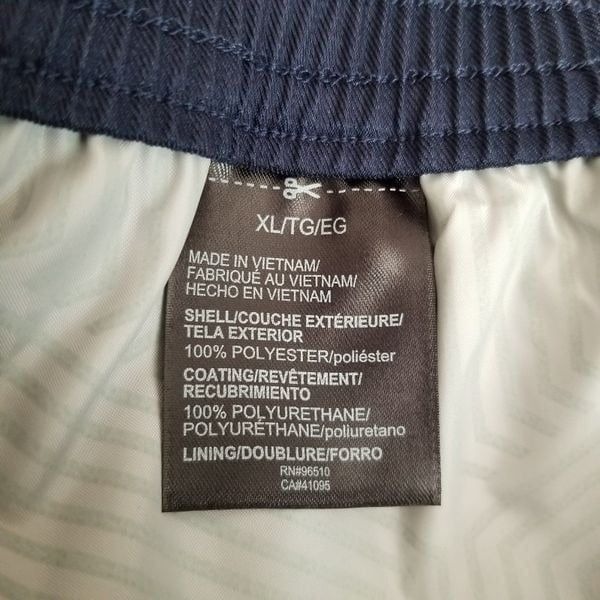 XL/TG/EG
MADE IN VIETNAM/
FABRIQUÉ AU VIETNAM/
HECHO EN VIETNAM
SHELL/COUCHE EXTÉRIEURE/
TELA EXTERIOR
100% POLYESTER/poliéster
COATING/REVÊTEMENT/
RECUBRIMIENTO
100% POLYURETHANE/
POLYURÉTHANE/poliuretano
LINING/DOUBLURE/FORRO
RN#96510
CA#41095